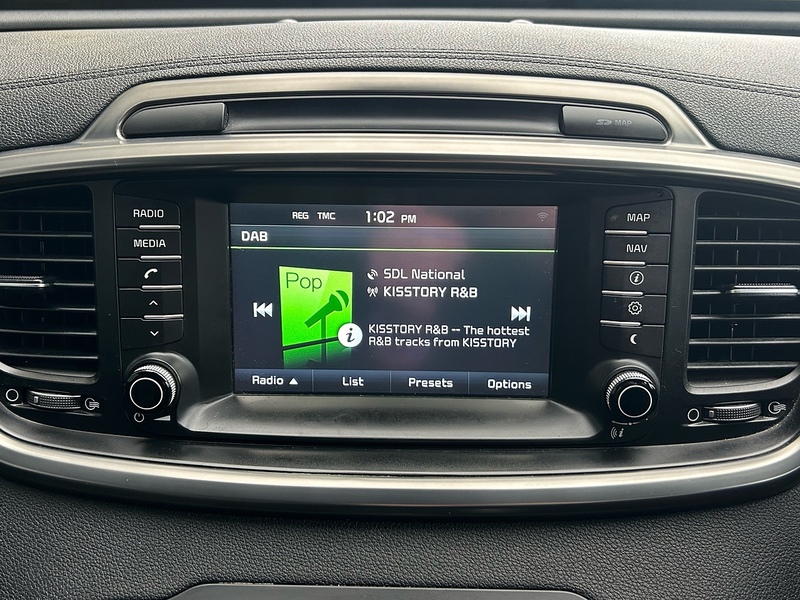 SD MAP
RADIO
MEDIA
REG TMC 1:02 PM
DAB
Pop
SDL National
KISSTORY R&B
KISSTORY R&B -- The hottest
R&B tracks from KISSTORY
Radio ▲ List Presets Options
MAP
NAV